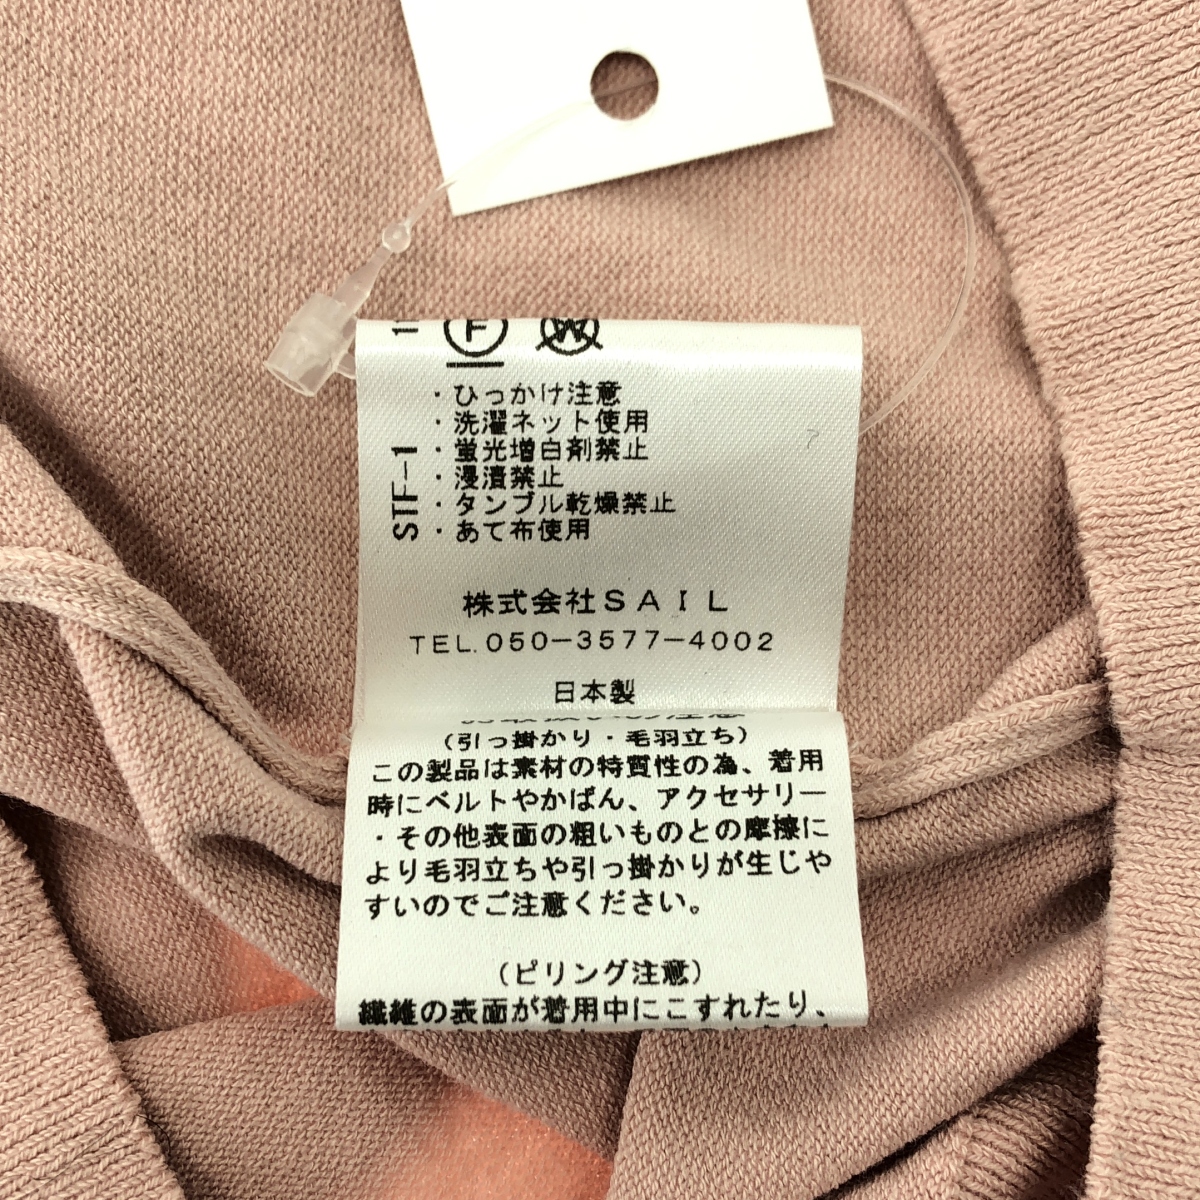 F W
・ひっかけ注意
・洗濯ネット使用
・蛍光増白剤禁止
・浸漬禁止
・タンブル乾燥禁止
・あて布使用
STF-1
株式会社SAIL
TEL.050-3577-4002
日本製
(引っ掛かり・毛羽立ち)
この製品は素材の特質性の為、着用
時にベルトやかばん、アクセサリー
・その他表面の粗いものとの摩擦に
より毛羽立ちや引っ掛かりが生じや
すいのでご注意ください。
(ピリング注意)
繊維の表面が着用中にこすれたり、